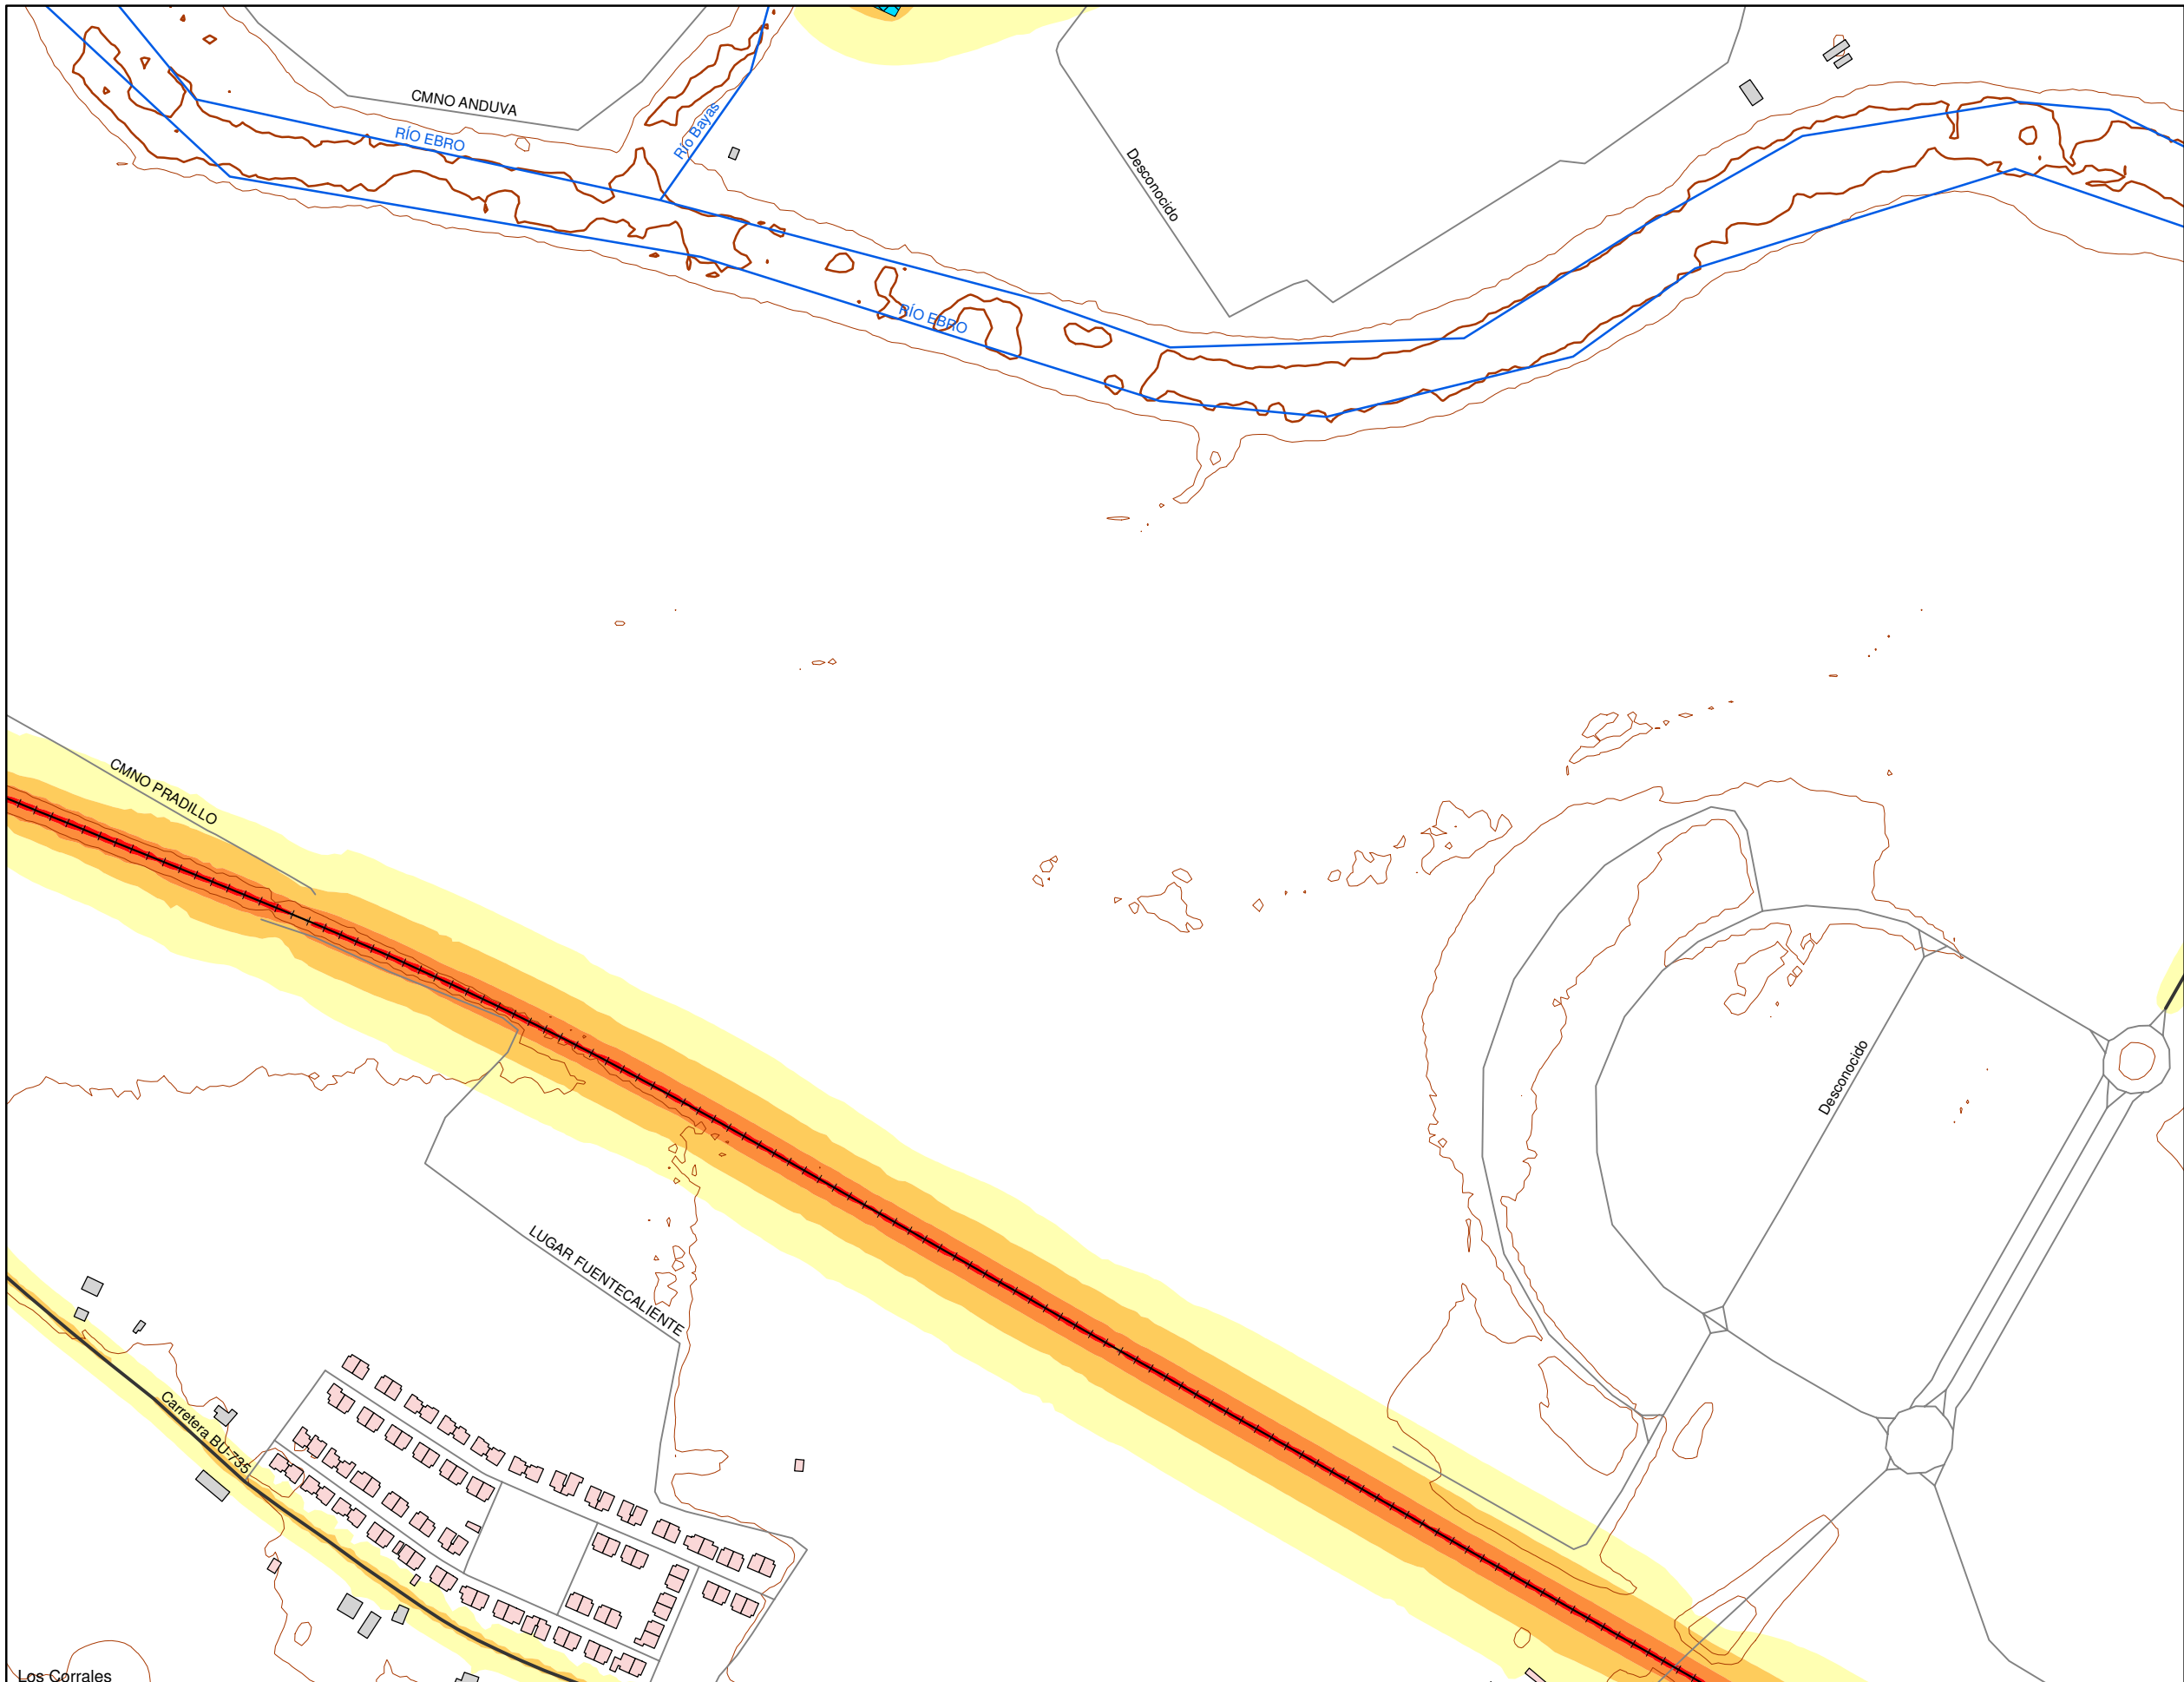 CMNO ANDUVA
RÍO EBRO
Río Bayas
Desconocido
RÍO EBRO
CMNO PRADILLO
Desconocido
LUGAR FUENTECALIENTE
Carretera BU-735
Los Corrales